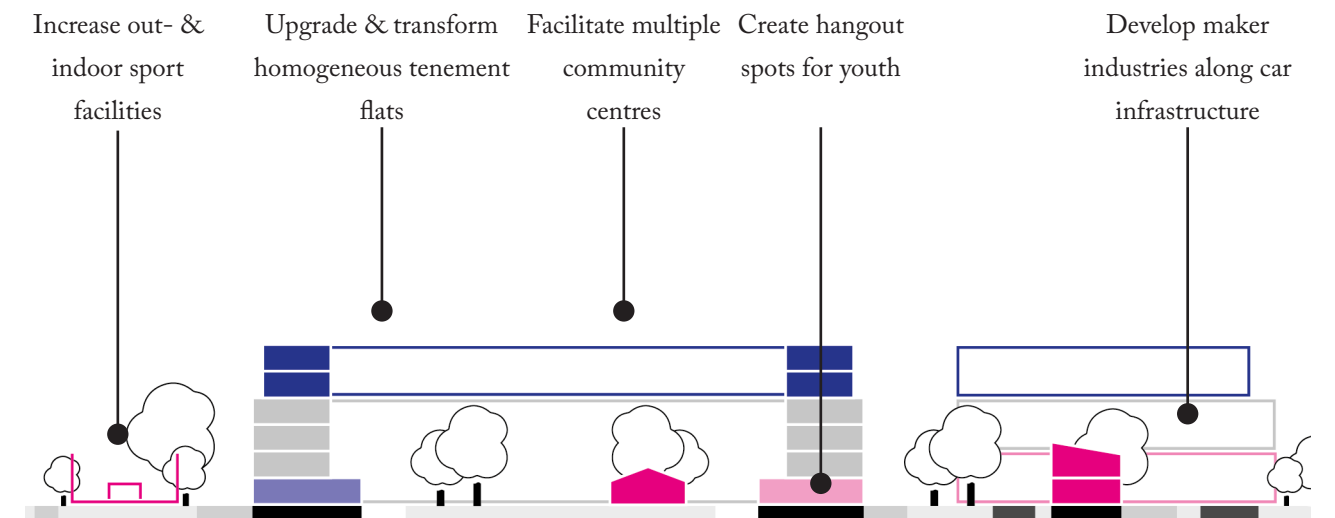 Increase out- &
indoor sport
facilities
Upgrade & transform
homogeneous tenement
flats
Facilitate multiple
community
centres
Create hangout
spots for youth
Develop maker
industries along car
infrastructure